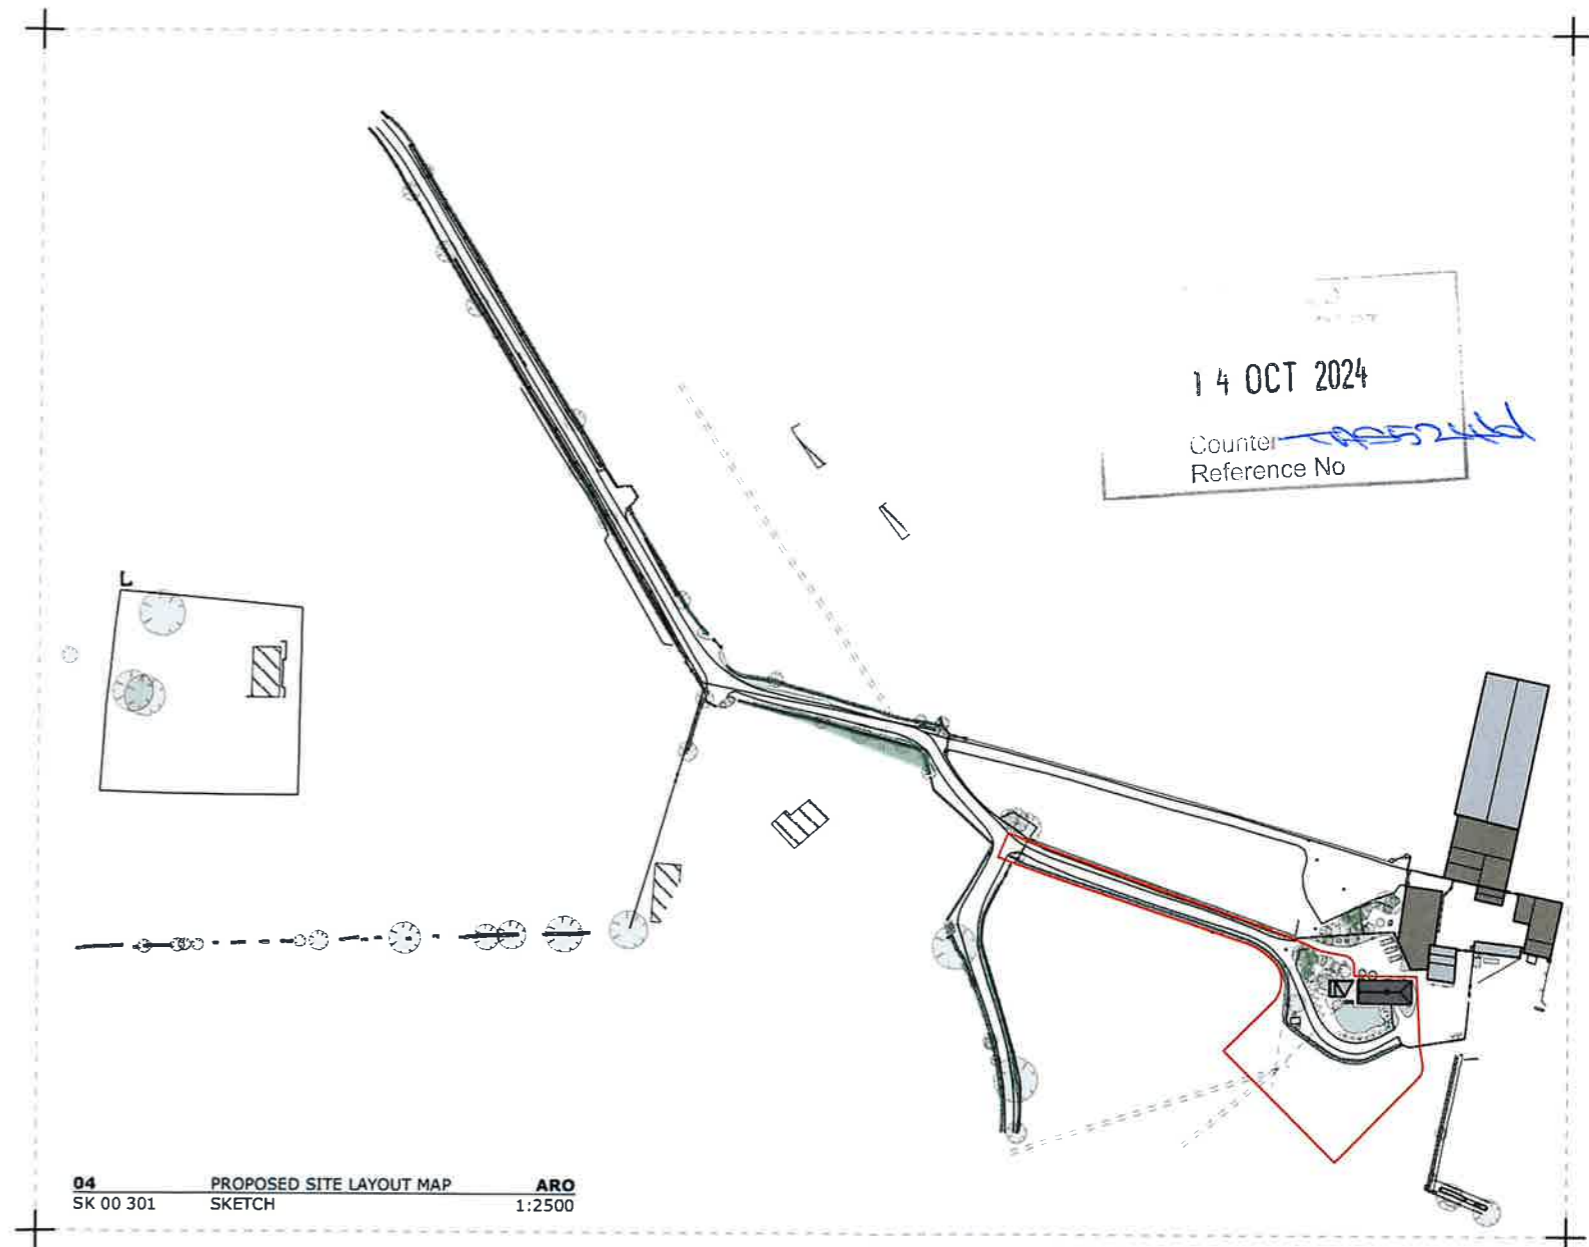 14 OCT 2024
Counter
Reference No
L
04 PROPOSED SITE LAYOUT MAP ARO
SK 00 301 SKETCH 1:2500